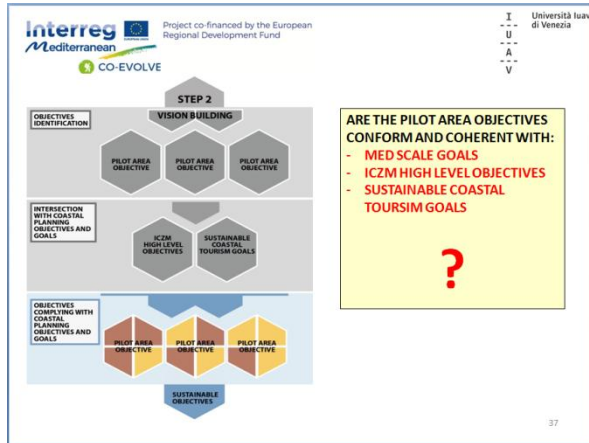 Interreg
Mediterranean
CO-EVOLVE
Project co-financed by the European
Regional Development Fund
I
U
A
V
Università Iuav
di Venezia
STEP 2
VISION BUILDING
OBJECTIVES
IDENTIFICATION
PILOT AREA
OBJECTIVE
PILOT AREA
OBJECTIVE
PILOT AREA
OBJECTIVE
INTERSECTION
WITH COASTAL
PLANNING
OBJECTIVES AND
GOALS
ICZM
HIGH LEVEL
OBJECTIVES
SUSTAINABLE
COASTAL
TOURISM GOALS
OBJECTIVES
COMPLYING WITH
COASTAL
PLANNING
OBJECTIVES AND
GOALS
PILOT AREA
OBJECTIVE
PILOT AREA
OBJECTIVE
PILOT AREA
OBJECTIVE
SUSTAINABLE
OBJECTIVES
ARE THE PILOT AREA OBJECTIVES
CONFORM AND COHERENT WITH:
- MED SCALE GOALS
- ICZM HIGH LEVEL OBJECTIVES
- SUSTAINABLE COASTAL
TOURSIM GOALS
?
37